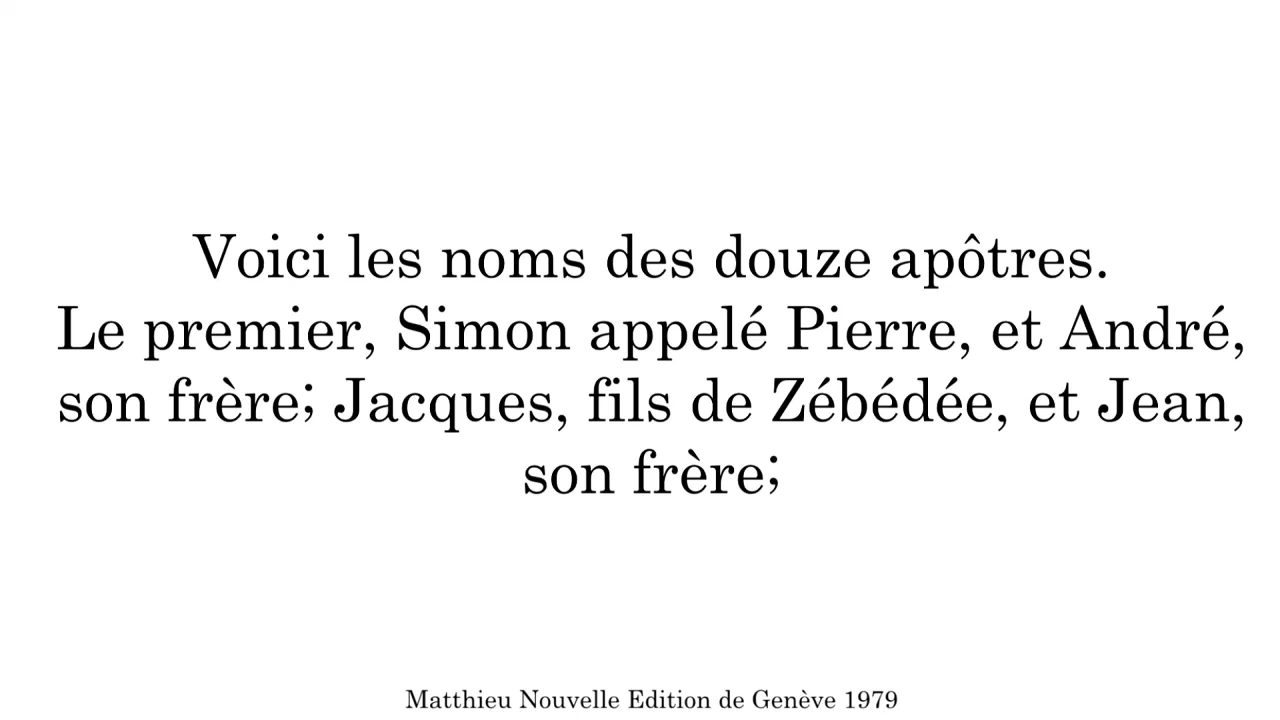 Voici les noms des douze apôtres.
Le premier, Simon appelé Pierre, et André,
son frère; Jacques, fils de Zébédée, et Jean,
son frère;
Matthieu Nouvelle Edition de Genève 1979